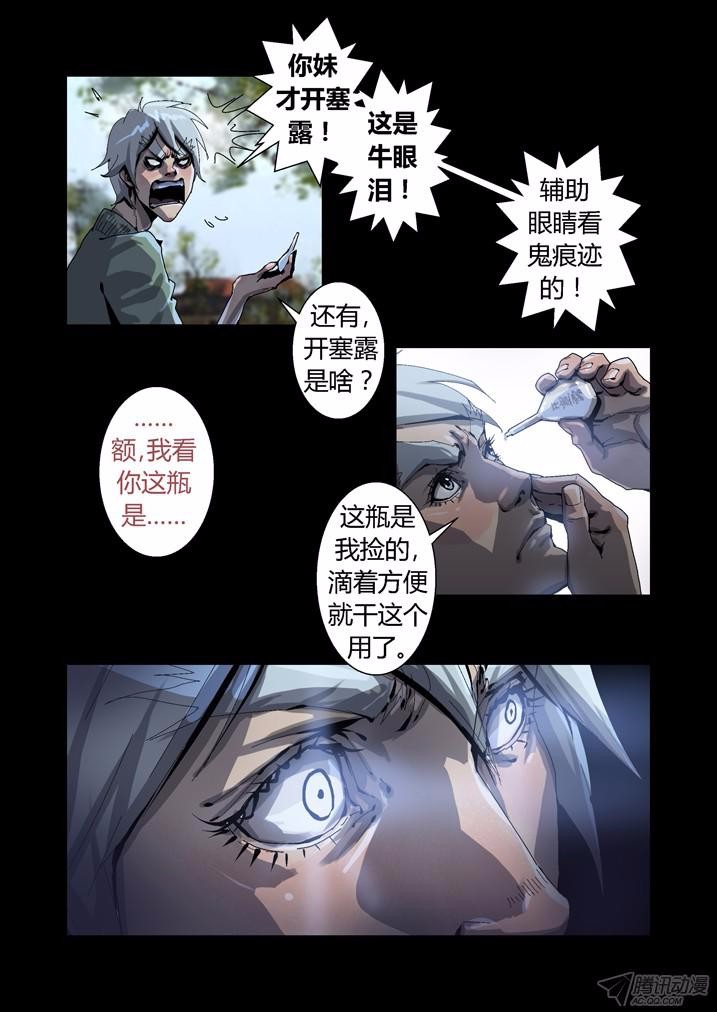 你妹
才开塞
露！
这是
牛眼
泪！
辅助
眼睛看
鬼痕迹
的！
还有，
开塞露
是啥？
……
额，我看
你这瓶
是……
这瓶是
我捡的，
滴着方便
就干这个
用了。
腾讯动漫